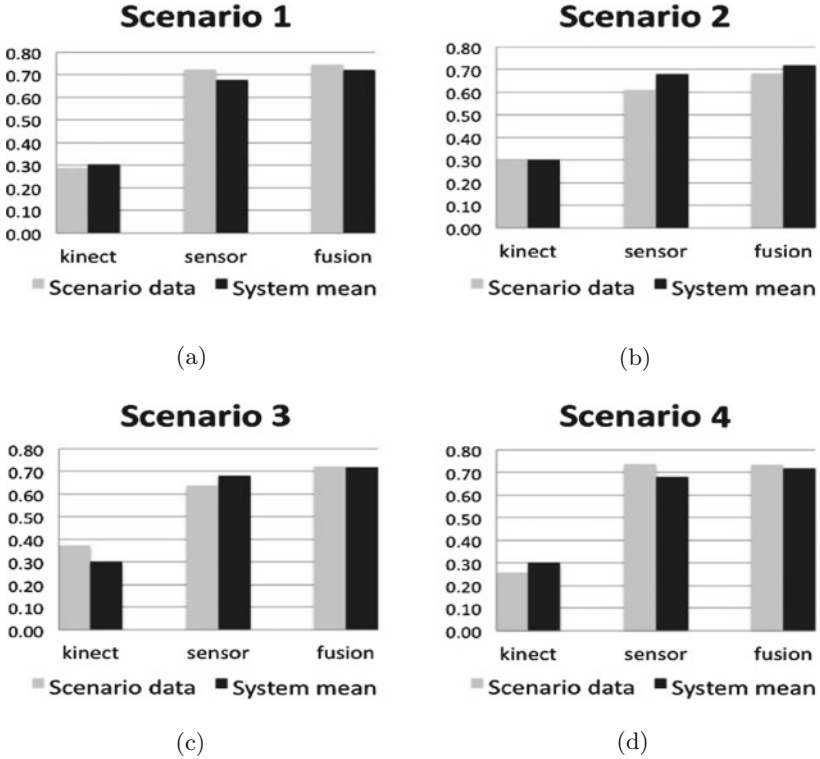 Scenario 1
0.80
0.70
0.60
0.50
0.40
0.30
0.20
0.10
0.00
kinect sensor fusion
Scenario data System mean
(a)
Scenario 2
0.80
0.70
0.60
0.50
0.40
0.30
0.20
0.10
0.00
kinect sensor fusion
Scenario data System mean
(b)
Scenario 3
0.80
0.70
0.60
0.50
0.40
0.30
0.20
0.10
0.00
kinect sensor fusion
Scenario data System mean
(c)
Scenario 4
0.80
0.70
0.60
0.50
0.40
0.30
0.20
0.10
0.00
kinect sensor fusion
Scenario data System mean
(d)